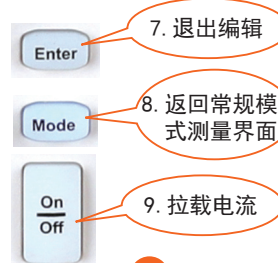 7. 退出编辑
Enter
8. 返回常规模
式测量界面
Mode
9. 拉载电流
On
Off